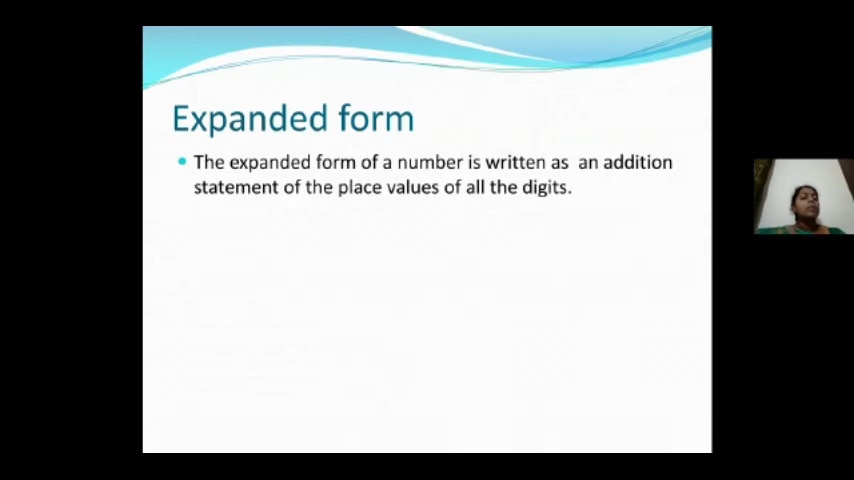 Expanded form
The expanded form of a number is written as an addition
statement of the place values of all the digits.